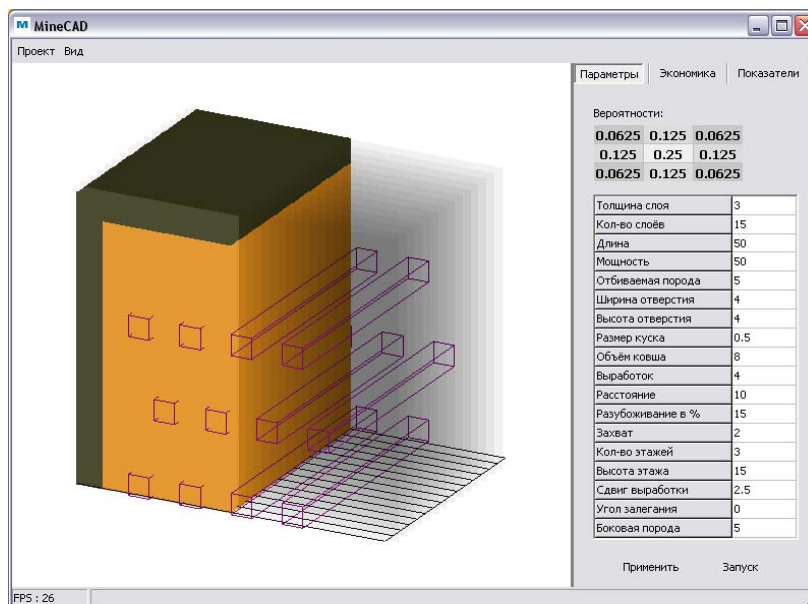 M MineCAD
Проект Вид
Параметры Экономика Показатели
Вероятности:
0.0625 0.125 0.0625
0.125 0.25 0.125
0.0625 0.125 0.0625
Толщина слоя 3
Кол-во слоёв 15
Длина 50
Мощность 50
Отбиваемая порода 5
Ширина отверстия 4
Высота отверстия 4
Размер куска 0.5
Объём ковша 8
Выработок 4
Расстояние 10
Разубоживание в % 15
Захват 2
Кол-во этажей 3
Высота этажа 15
Сдвиг выработки 2.5
Угол залегания 0
Боковая порода 5
Применить Запуск
FPS : 26